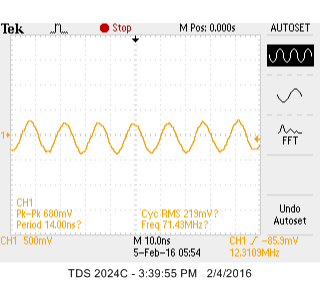 Tek Stop M Pos: 0.000s AUTOSET
1
FFT
CH1
Pk-Pk 680mV Cyc RMS 219mV?
Period 14.00ns? Freq 71.43MHz?
Undo
Autoset
CH1 500mV M 10.0ns CH1 / -85.9mV
5-Feb-16 05:54 12.3109MHz
TDS 2024C - 3:39:55 PM 2/4/2016